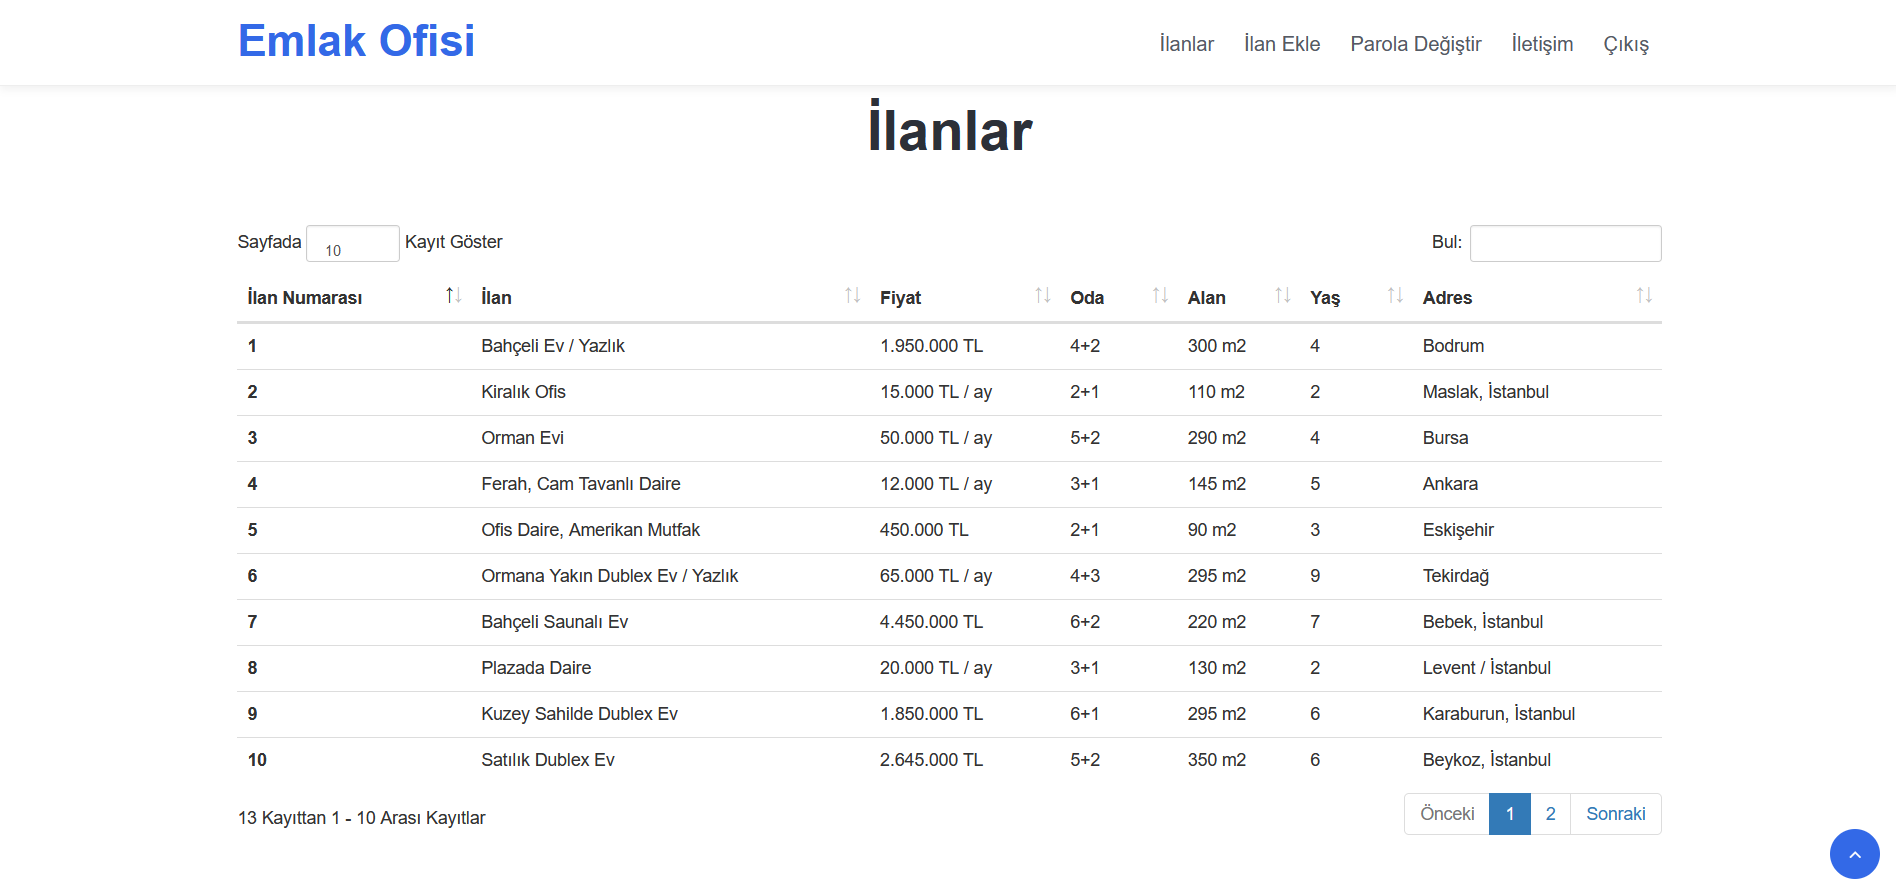 Emlak Ofisi İlanlar İlan Ekle Parola Değiştir İletişim Çıkış
İlanlar
Sayfada 10 Kayıt Göster Bul:
İlan Numarası İlan Fiyat Oda Alan Yaş Adres
1 Bahçeli Ev / Yazlık 1.950.000 TL 4+2 300 m2 4 Bodrum
2 Kiralık Ofis 15.000 TL / ay 2+1 110 m2 2 Maslak, İstanbul
3 Orman Evi 50.000 TL / ay 5+2 290 m2 4 Bursa
4 Ferah, Cam Tavanlı Daire 12.000 TL / ay 3+1 145 m2 5 Ankara
5 Ofis Daire, Amerikan Mutfak 450.000 TL 2+1 90 m2 3 Eskişehir
6 Ormana Yakın Dublex Ev / Yazlık 65.000 TL / ay 4+3 295 m2 9 Tekirdağ
7 Bahçeli Saunalı Ev 4.450.000 TL 6+2 220 m2 7 Bebek, İstanbul
8 Plazada Daire 20.000 TL / ay 3+1 130 m2 2 Levent / İstanbul
9 Kuzey Sahilde Dublex Ev 1.850.000 TL 6+1 295 m2 6 Karaburun, İstanbul
10 Satılık Dublex Ev 2.645.000 TL 5+2 350 m2 6 Beykoz, İstanbul
13 Kayıttan 1 - 10 Arası Kayıtlar Önceki 1 2 Sonraki